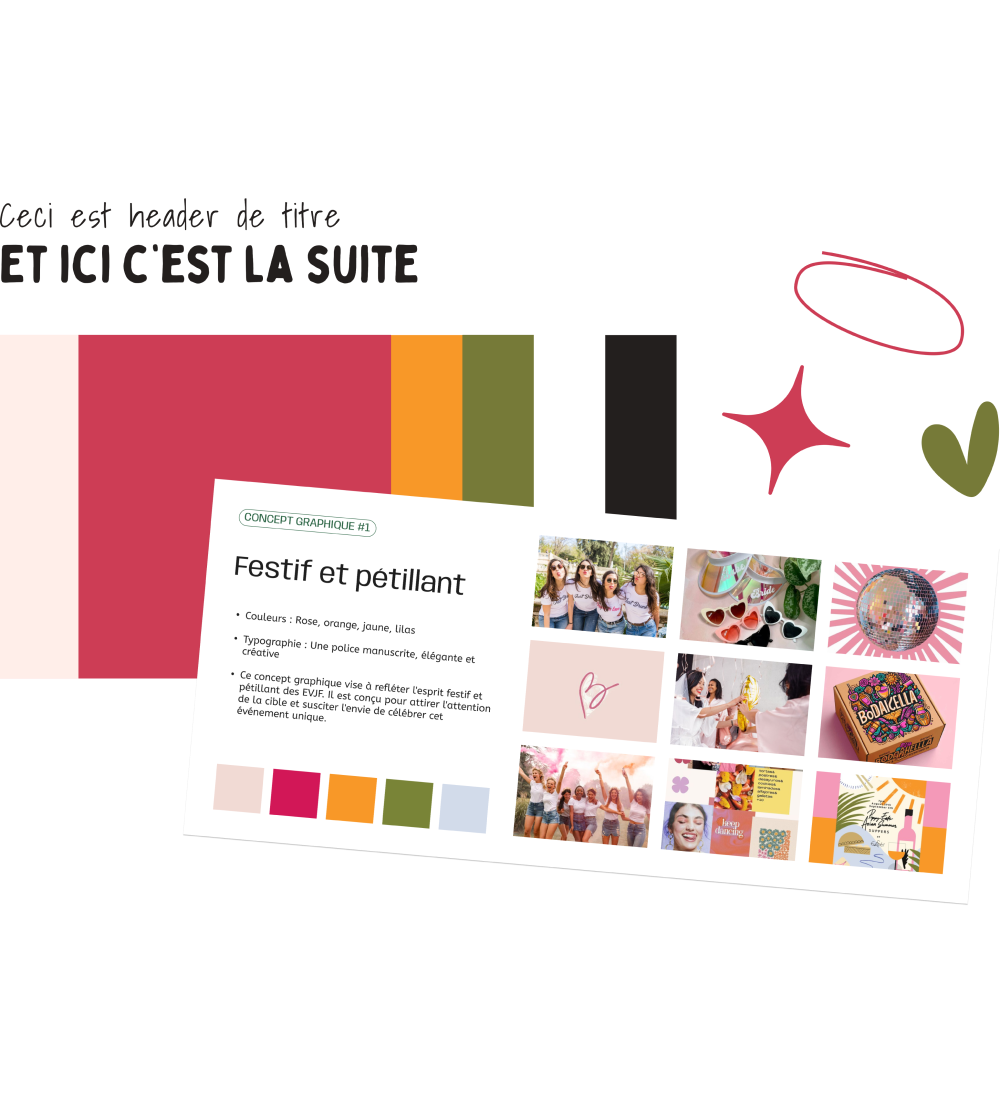 Ceci est header de titre
ET ICI C'EST LA SUITE
CONCEPT GRAPHIQUE #1
Festif et pétillant
• Couleurs : Rose, orange, jaune, lilas
• Typographie : Une police manuscrite, élégante et
créative
• Ce concept graphique vise à refléter l'esprit festif et
pétillant des EVJF. Il est conçu pour attirer l'attention
de la cible et susciter l'envie de célébrer cet
événement unique.
Bride
BODAICELLA
keep
dancing
SUPPERS